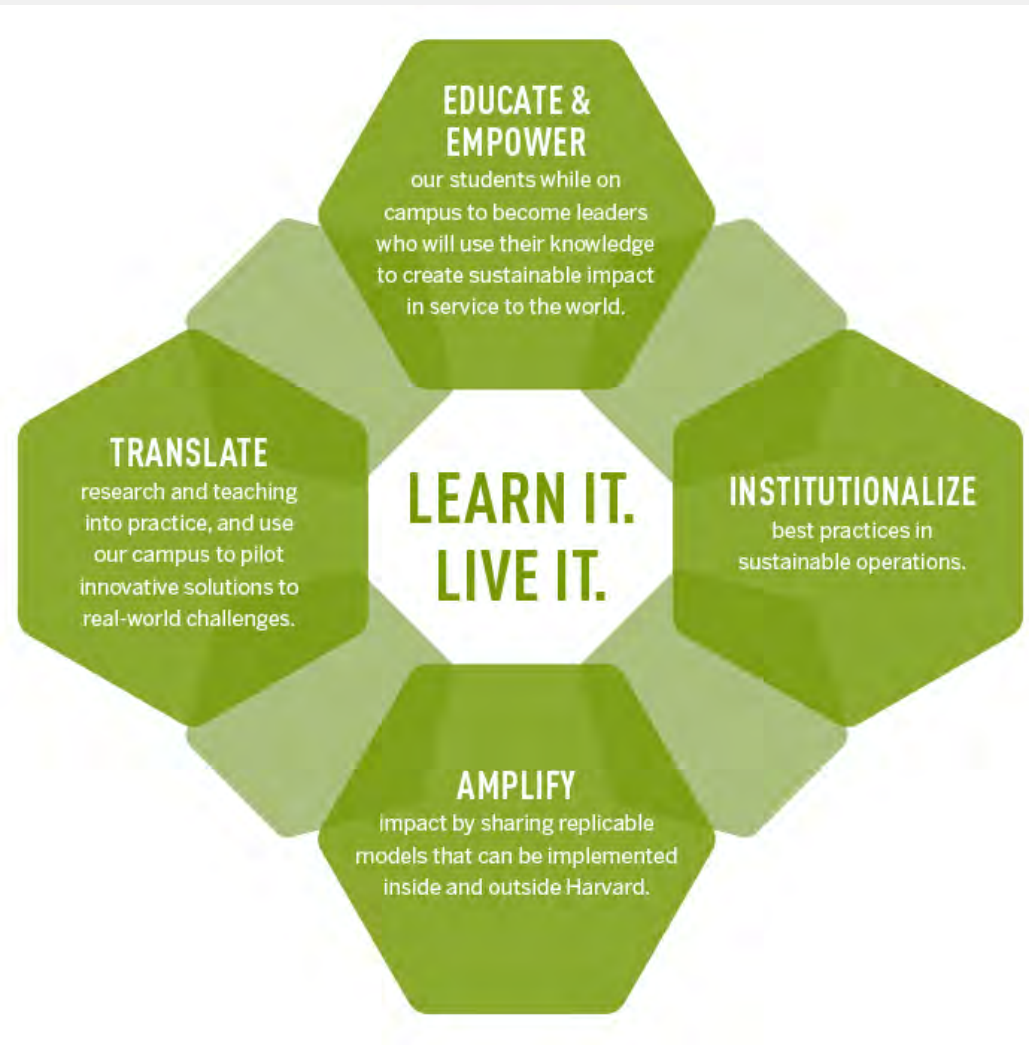 EDUCATE &
EMPOWER
our students while on
campus to become leaders
who will use their knowledge
to create sustainable impact
in service to the world.
TRANSLATE
research and teaching
into practice, and use
our campus to pilot
innovative solutions to
real-world challenges.
LEARN IT.
LIVE IT.
INSTITUTIONALIZE
best practices in
sustainable operations.
AMPLIFY
impact by sharing replicable
models that can be implemented
inside and outside Harvard.